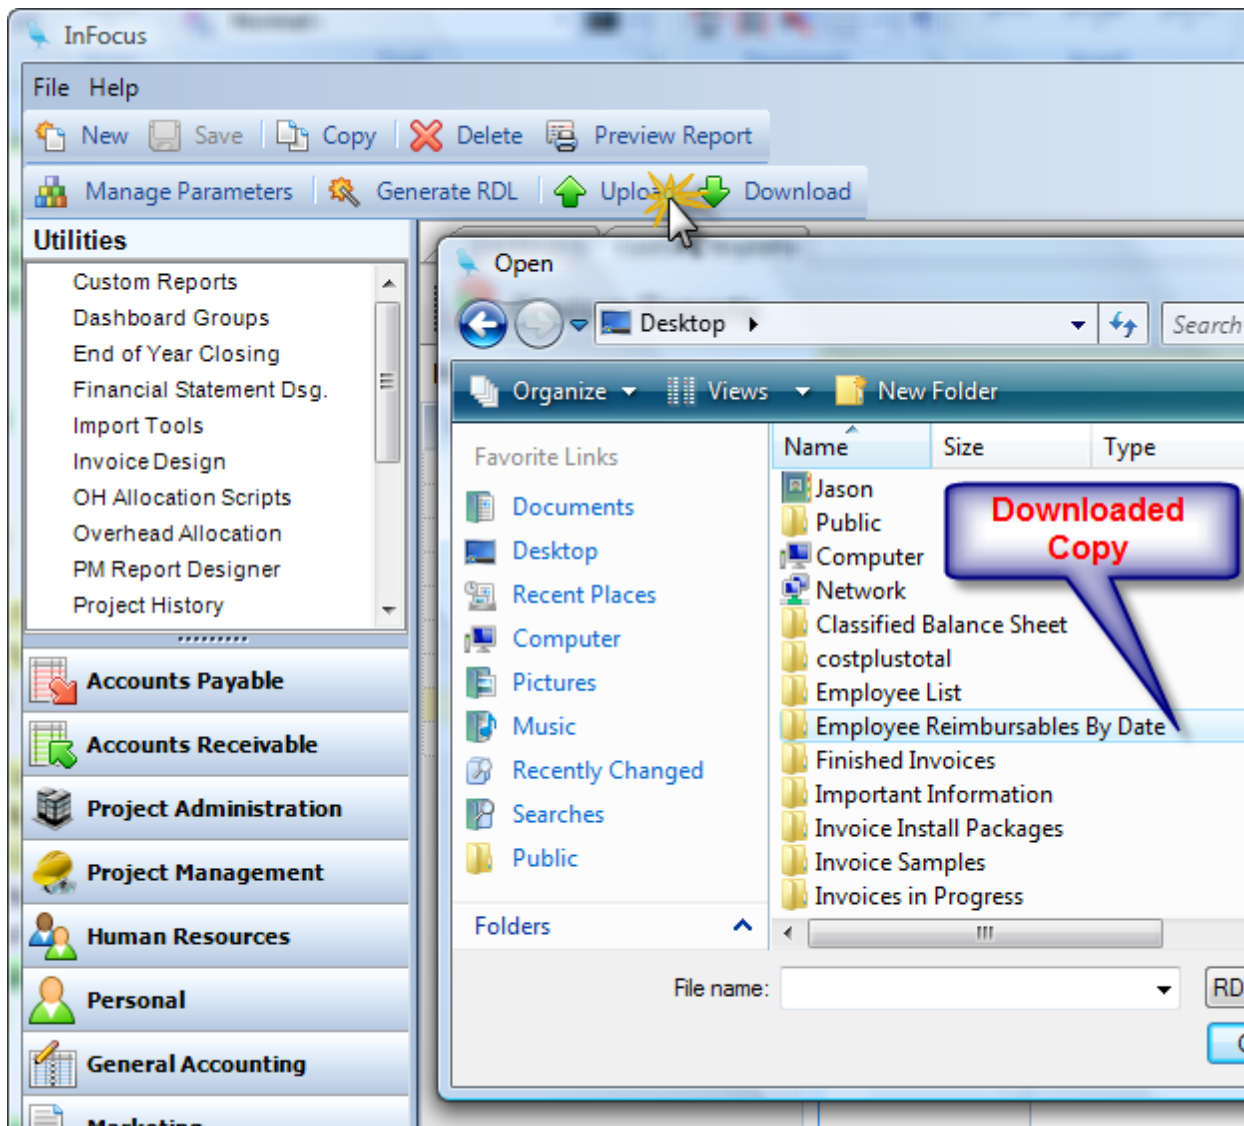 InFocus
File Help
New Save Copy Delete Preview Report
Manage Parameters Generate RDL Upload Download
Utilities
Custom Reports
Dashboard Groups
End of Year Closing
Financial Statement Dsg.
Import Tools
Invoice Design
OH Allocation Scripts
Overhead Allocation
PM Report Designer
Project History
Accounts Payable
Accounts Receivable
Project Administration
Project Management
Human Resources
Personal
General Accounting
Marketing
Open
Desktop
Search
Organize Views New Folder
Favorite Links
Documents
Desktop
Recent Places
Computer
Pictures
Music
Recently Changed
Searches
Public
Folders
Name Size Type
Jason
Public
Computer
Network
Classified Balance Sheet
costplustotal
Employee List
Employee Reimbursables By Date
Finished Invoices
Important Information
Invoice Install Packages
Invoice Samples
Invoices in Progress
Downloaded
Copy
File name:
RD